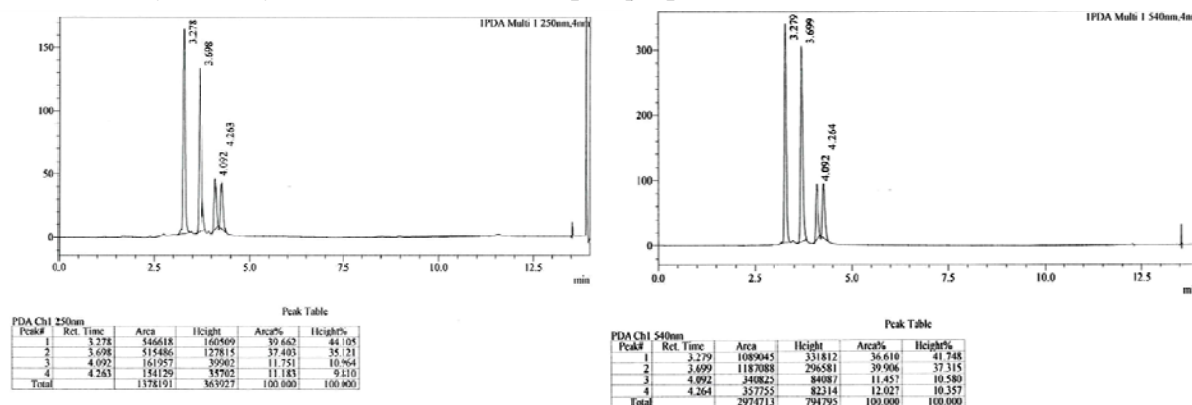 1PDA Multi 1 250nm,4nm
150
100
50
0
3.278
3.698
4.092
4.263
0.0 2.5 5.0 7.5 10.0 12.5
min
Peak Table
PDA Ch1 250nm
Peak# Ret. Time Area Height Area% Height%
1 3.278 546618 160509 39.662 44.105
2 3.698 515486 127815 37.403 35.121
3 4.092 161957 39902 11.751 10.964
4 4.263 154129 35702 11.183 9.810
Total 1378191 363927 100.000 100.000
1PDA Multi 1 540nm,4nm
300
200
100
0
3.279
3.699
4.092
4.264
0.0 2.5 5.0 7.5 10.0 12.5
Peak Table
PDA Ch1 540nm
Peak# Ret. Time Area Height Area% Height%
1 3.279 1089045 331812 36.610 41.748
2 3.699 1187088 296581 39.906 37.315
3 4.092 340825 84087 11.457 10.580
4 4.264 357755 82314 12.027 10.357
Total 2974713 794795 100.000 100.000